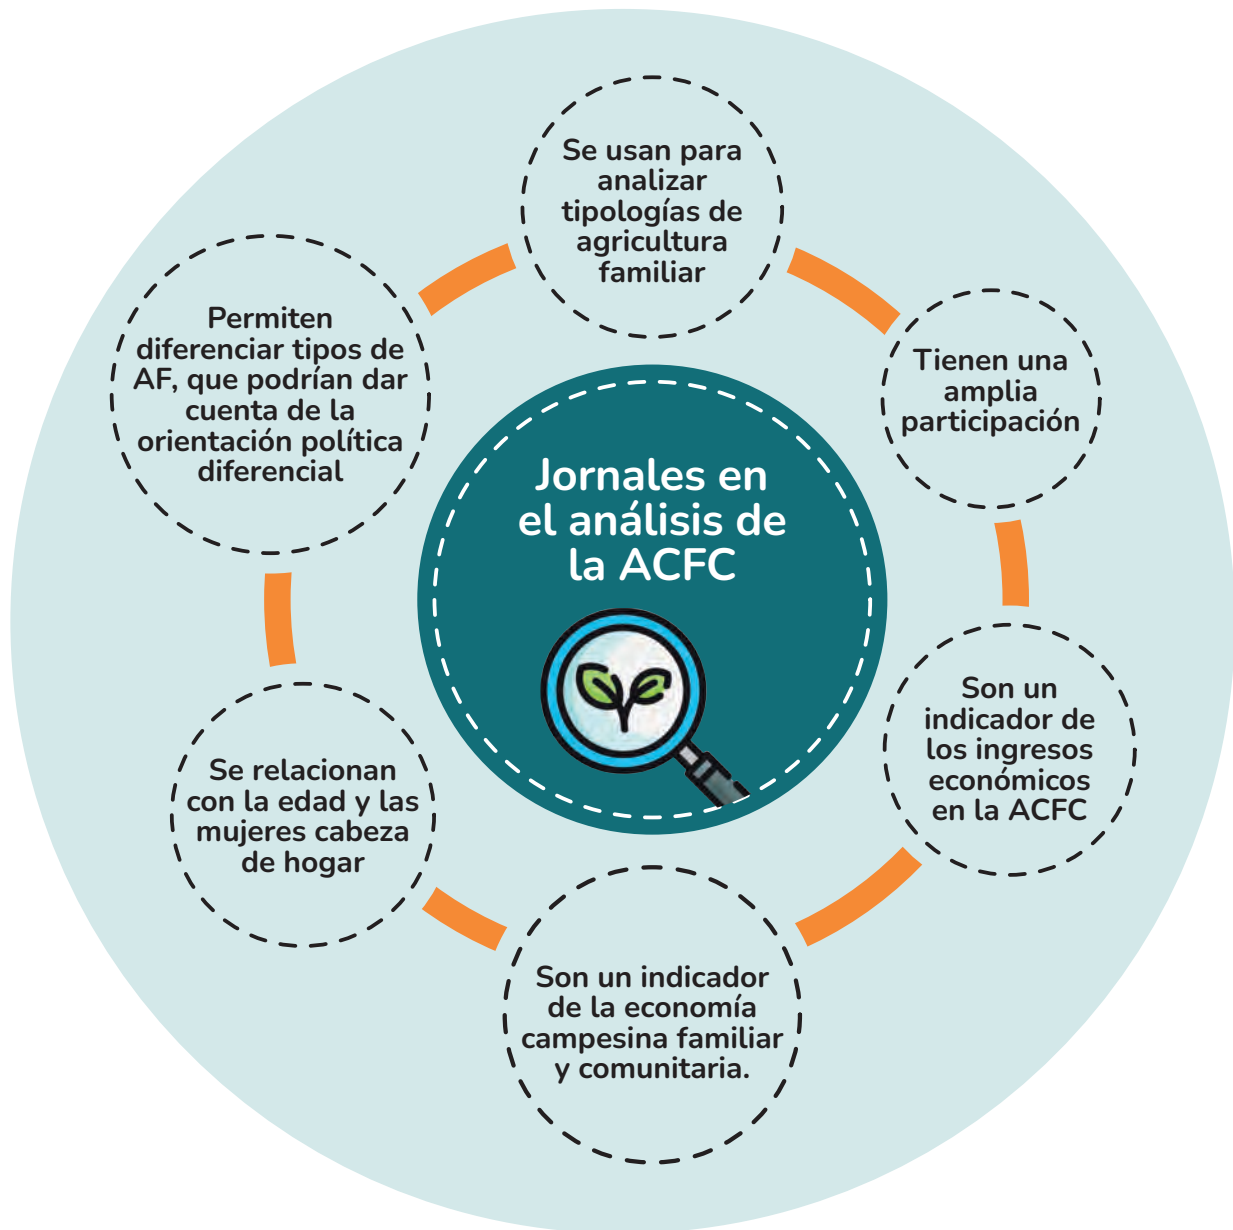 Se usan para
analizar
tipologías de
agricultura
familiar
Tienen una
amplia
participación
Son un
indicador de
los ingresos
económicos
en la ACFC
Son un indicador
de la economía
campesina familiar
y comunitaria.
Se relacionan
con la edad y las
mujeres cabeza
de hogar
Permiten
diferenciar tipos de
AF, que podrían dar
cuenta de la
orientación política
diferencial
Jornales en
el análisis de
la ACFC